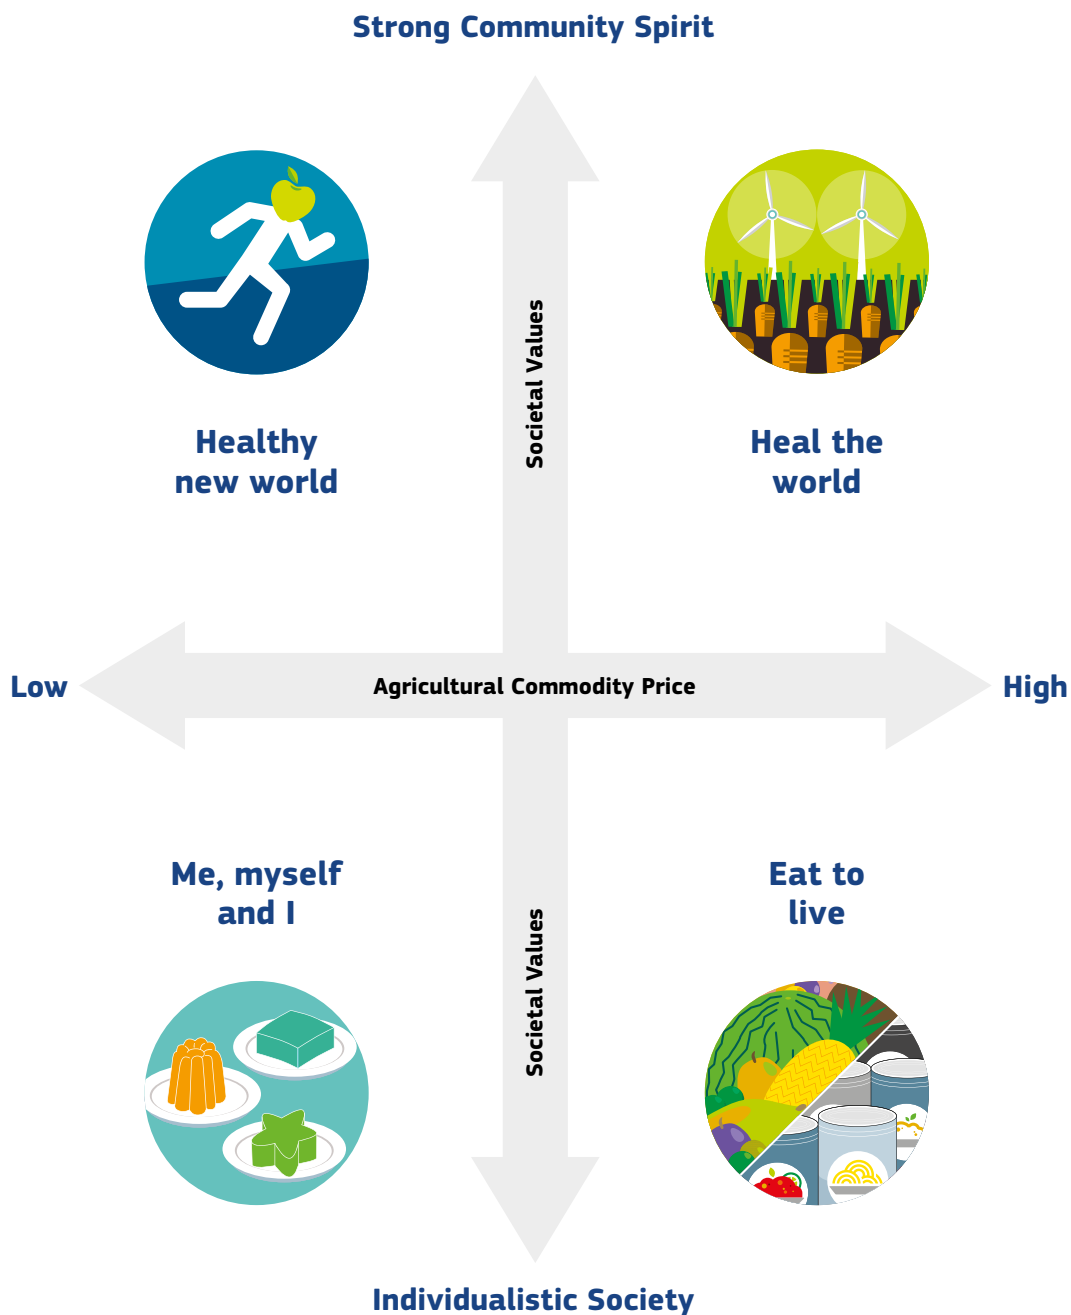 Strong Community Spirit
Societal Values
Healthy
new world
Heal the
world
Low
Agricultural Commodity Price
High
Me, myself
and I
Eat to
live
Societal Values
Individualistic Society